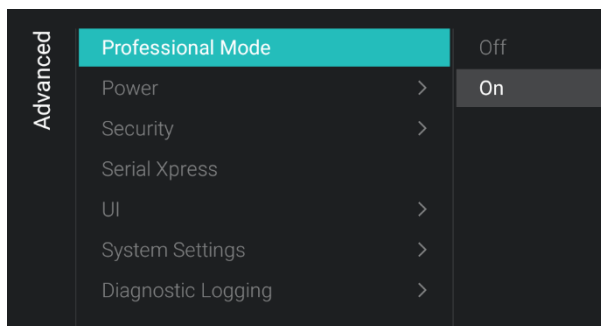 Advanced
Professional Mode
Off
Power
On
Security
Serial Xpress
UI
System Settings
Diagnostic Logging